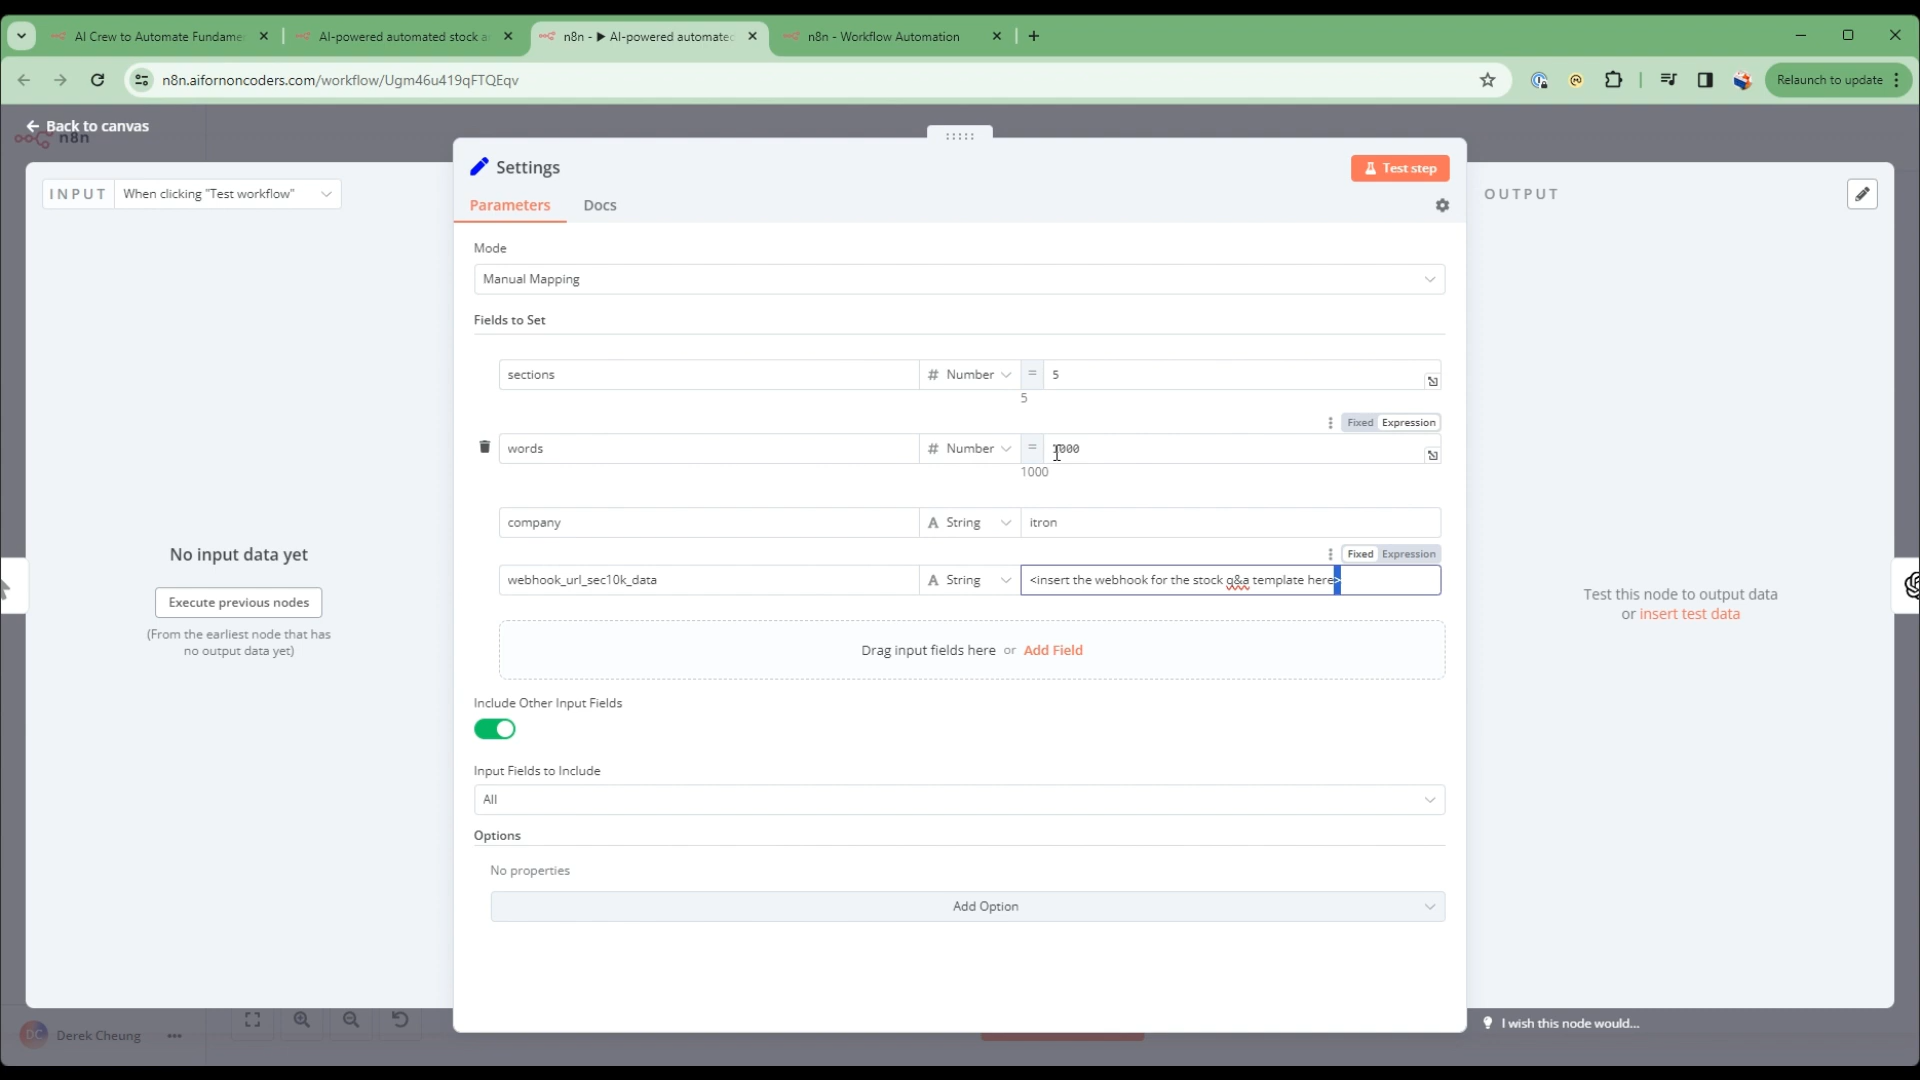 AI Crew to Automate Fundame
AI-powered automated stock a
n8n - ▶ AI-powered automated
n8n - Workflow Automation
n8n.aifornoncoders.com/workflow/Ugm46u419qFTQEqv
Relaunch to update
Back to canvas
n8n
INPUT
When clicking "Test workflow"
Settings
Test step
OUTPUT
Parameters
Docs
Mode
Manual Mapping
Fields to Set
sections
# Number
=
5
5
Fixed Expression
words
# Number
=
1000
1000
company
A String
itron
Fixed Expression
webhook_url_sec10k_data
A String
<insert the webhook for the stock q&a template here>
No input data yet
Execute previous nodes
(From the earliest node that has
no output data yet)
Test this node to output data
or insert test data
Drag input fields here or Add Field
Include Other Input Fields
Input Fields to Include
All
Options
No properties
Add Option
DC
Derek Cheung
I wish this node would...